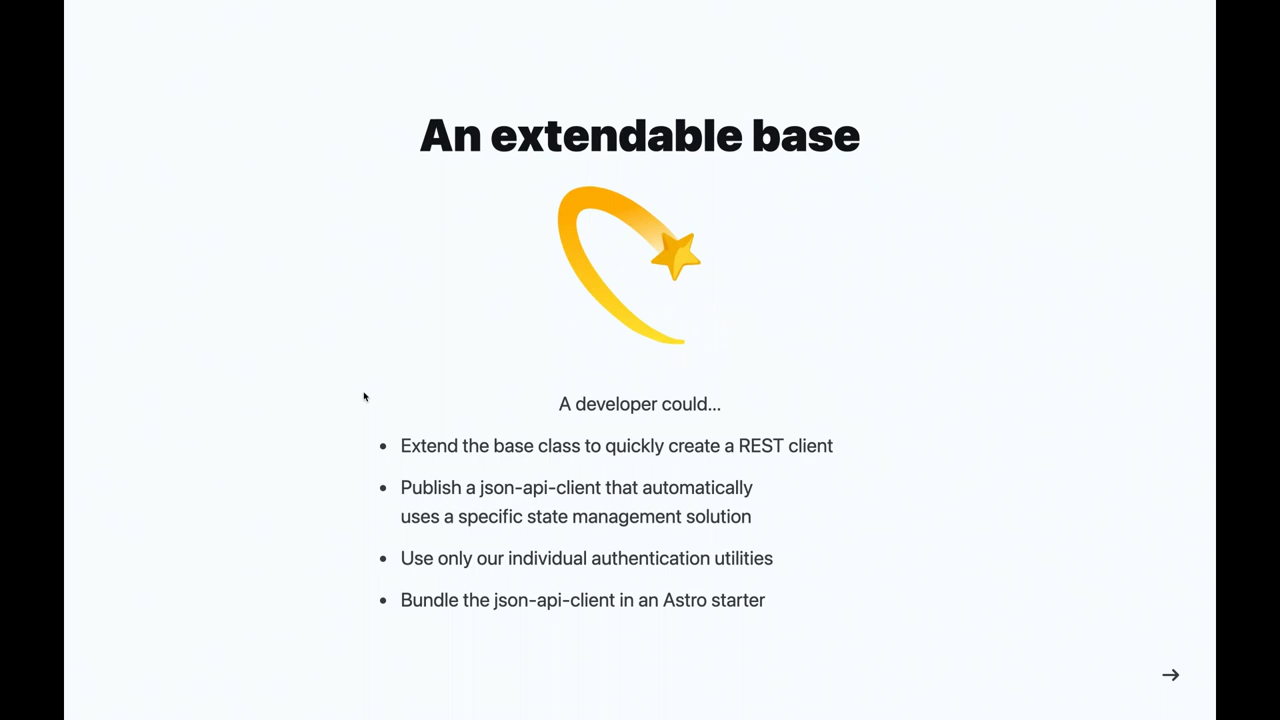 An extendable base
A developer could...
• Extend the base class to quickly create a REST client
• Publish a json-api-client that automatically
uses a specific state management solution
• Use only our individual authentication utilities
• Bundle the json-api-client in an Astro starter